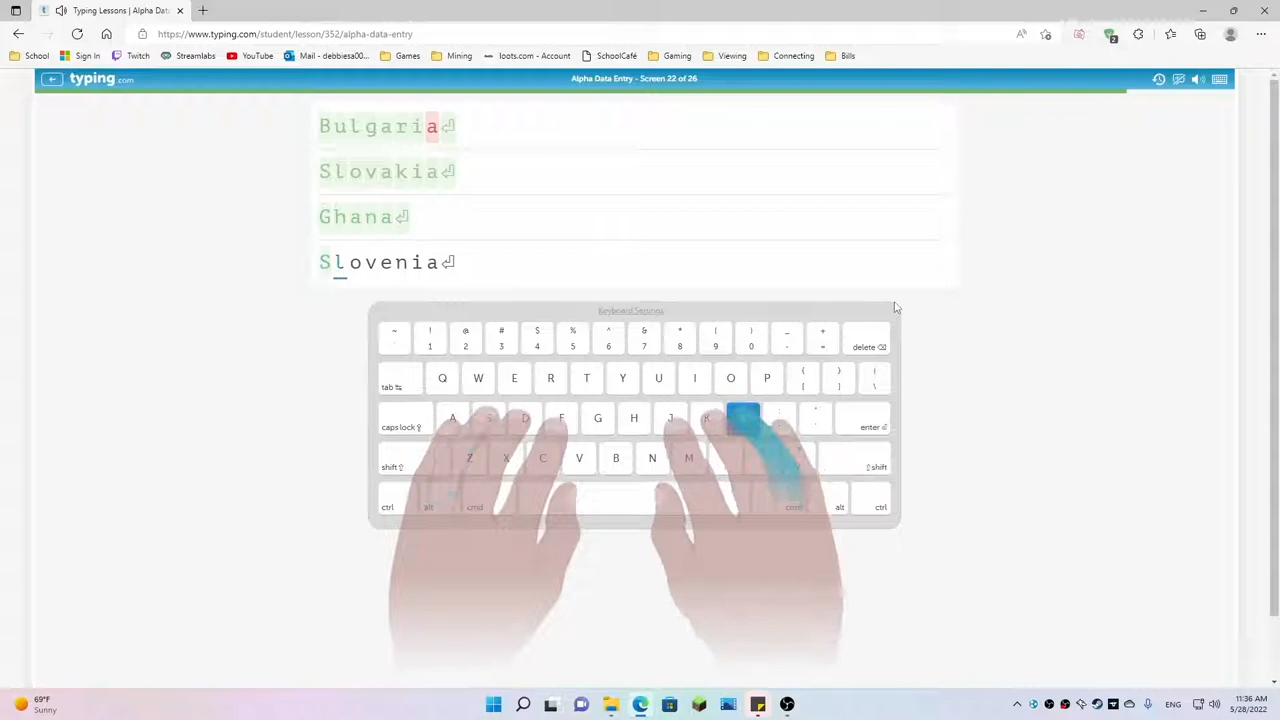 Typing Lessons | Alpha Data
https://www.typing.com/student/lesson/352/alpha-data-entry
School Sign In Twitch Streamlabs YouTube Mail - debbiesa00... Games Mining loots.com - Account SchoolCafé Gaming Viewing Connecting Bills
typing.com
Alpha Data Entry - Screen 22 of 26
Bulgaria
Slovakia
Ghana
Slovenia
Keyboard Settings
~ ! @ # $ % ^ & * ( ) _ +
` 1 2 3 4 5 6 7 8 9 0 - = delete
tab Q W E R T Y U I O P { } |
[ ] \
caps lock A S D F G H J K : "
enter
shift Z X C V B N M shift
ctrl alt cmd cmd alt ctrl
69°F
Sunny
ENG
11:36 AM
5/28/2022